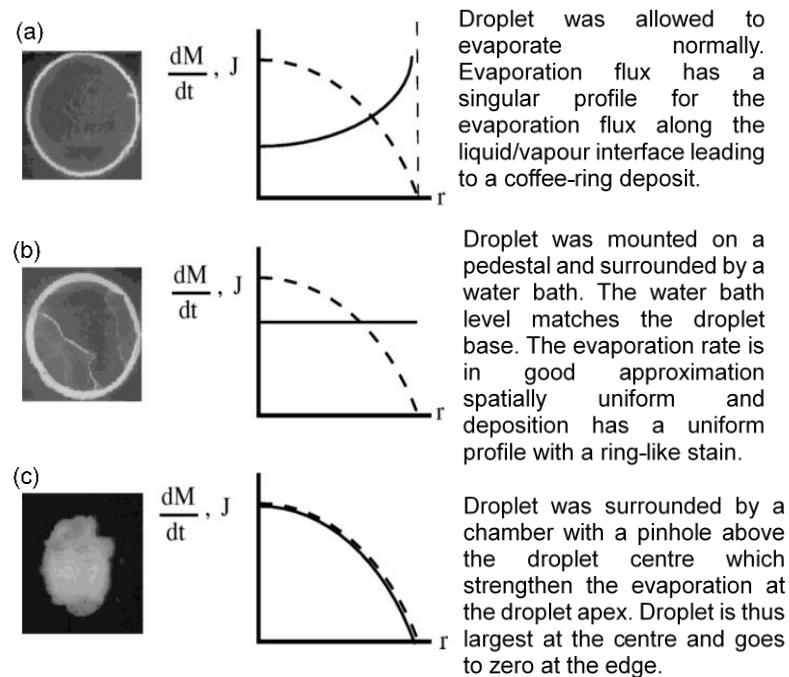 (a)
dM
dt , J
r
Droplet was allowed to
evaporate normally.
Evaporation flux has a
singular profile for the
evaporation flux along the
liquid/vapour interface leading
to a coffee-ring deposit.
(b)
dM
dt , J
r
Droplet was mounted on a
pedestal and surrounded by a
water bath. The water bath
level matches the droplet
base. The evaporation rate is
in good approximation
spatially uniform and
deposition has a uniform
profile with a ring-like stain.
(c)
dM
dt , J
r
Droplet was surrounded by a
chamber with a pinhole above
the droplet centre which
strengthen the evaporation at
the droplet apex. Droplet is thus
largest at the centre and goes
to zero at the edge.